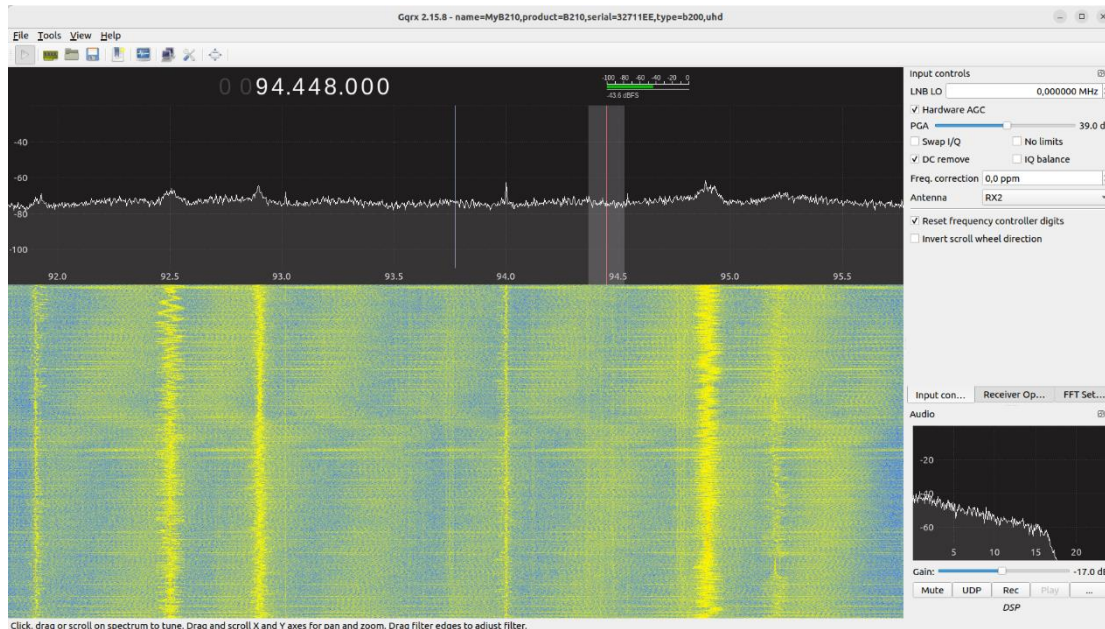 Gqrx 2.15.8 - name=MyB210,product=B210,serial=32711EE,type=b200,uhd
File Tools View Help
0 094.448.000
-100 -80 -60 -40 -20 0
-43.6 dBFS
-40
-60
-80
-100
92.0 92.5 93.0 93.5 94.0 94.5 95.0 95.5
Input controls
LNB LO 0,000000 MHz
Hardware AGC
PGA 39.0 d
Swap I/Q No limits
DC remove IQ balance
Freq. correction 0,0 ppm
Antenna RX2
Reset frequency controller digits
Invert scroll wheel direction
Input con... Receiver Op... FFT Set...
Audio
-20
-40
-60
5 10 15 20
Gain: -17.0 dB
Mute UDP Rec Play ...
DSP
Click, drag or scroll on spectrum to tune. Drag and scroll X and Y axes for pan and zoom. Drag filter edges to adjust filter.